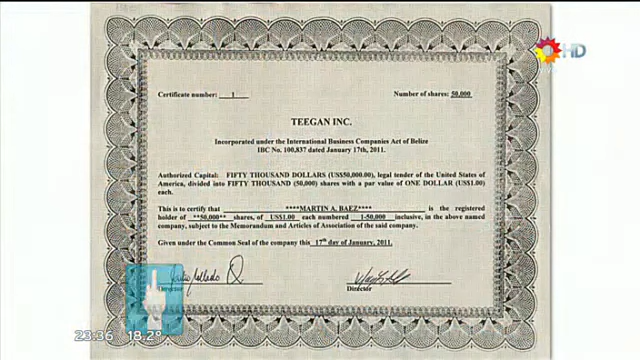 HD
Certificate number: 1 Number of shares: 50,000
TEEGAN INC.
Incorporated under the International Business Companies Act of Belize
IBC No. 100,837 dated January 17th, 2011.
Authorized Capital: FIFTY THOUSAND DOLLARS (US$50,000.00), legal tender of the United States of
America, divided into FIFTY THOUSAND (50,000) shares with a par value of ONE DOLLAR (US$1.00)
each.
This is to certify that ****MARTIN A. BAEZ**** is the registered
holder of **50,000** shares, of US$1.00 each numbered 1-50,000 inclusive, in the above named
company, subject to the Memorandum and Articles of Association of the said company.
Given under the Common Seal of the company this 17th day of January, 2011.
Director Director
23:36 18.2°